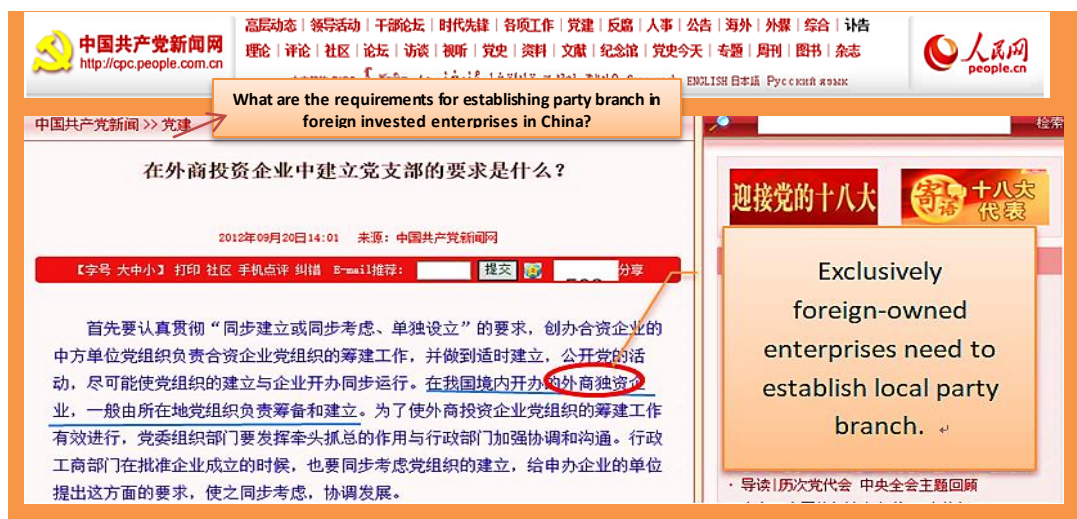 中国共产党新闻网
http://cpc.people.com.cn
高层动态 | 领导活动 | 干部论坛 | 时代先锋 | 各项工作 | 党建 | 反腐 | 人事 | 公告 | 海外 | 外媒 | 综合 | 讣告
理论 | 评论 | 社区 | 论坛 | 访谈 | 视听 | 党史 | 资料 | 文献 | 纪念馆 | 党史今天 | 专题 | 周刊 | 图书 | 杂志
ENGLISH 日本語 Русский язык
人民网
people.cn
What are the requirements for establishing party branch in
foreign invested enterprises in China?
中国共产党新闻 >> 党建
检索
在外商投资企业中建立党支部的要求是什么?
2012年09月20日14:01 来源: 中国共产党新闻网
【字号 大中小】 打印 社区 手机点评 纠错 E-mail推荐: 提交 分享
首先要认真贯彻“同步建立或同步考虑、单独设立”的要求, 创办合资企业的
中方单位党组织负责合资企业党组织的筹建工作, 并做到适时建立, 公开党的活
动, 尽可能使党组织的建立与企业开办同步运行。在我国境内开办的外商独资企
业, 一般由所在地党组织负责筹备和建立。为了使外商投资企业党组织的筹建工作
有效进行, 党委组织部门要发挥牵头抓总的作用与行政部门加强协调和沟通。行政
工商部门在批准企业成立的时候, 也要同步考虑党组织的建立, 给申办企业的单位
提出这方面的要求, 使之同步考虑, 协调发展。
迎接党的十八大
寄语
十八大
代表
Exclusively
foreign-owned
enterprises need to
establish local party
branch.
· 导读|历次党代会 中央全会主题回顾